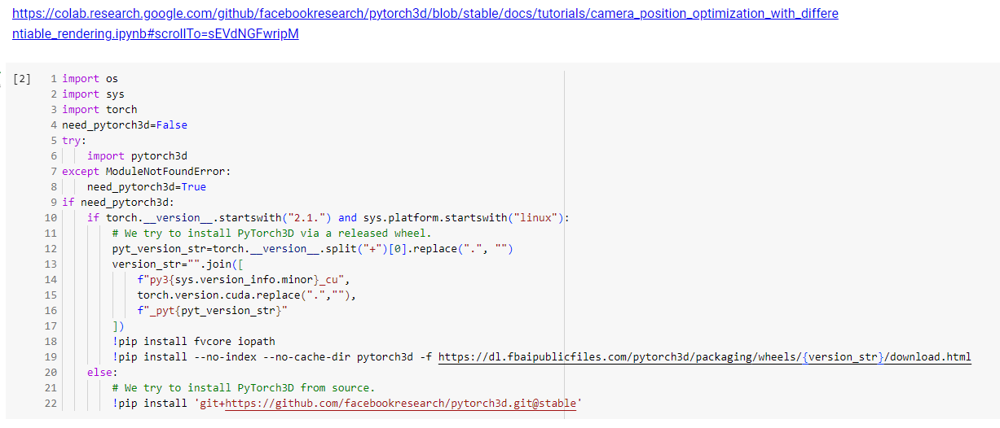 https://colab.research.google.com/github/facebookresearch/pytorch3d/blob/stable/docs/tutorials/camera_position_optimization_with_differe
ntiable_rendering.ipynb#scrollTo=sEVdNGFwripM
[2] 1 import os
2 import sys
3 import torch
4 need_pytorch3d=False
5 try:
6     import pytorch3d
7 except ModuleNotFoundError:
8     need_pytorch3d=True
9 if need_pytorch3d:
10     if torch.__version__.startswith("2.1.") and sys.platform.startswith("linux"):
11         # We try to install PyTorch3D via a released wheel.
12         pyt_version_str=torch.__version__.split("+")[0].replace(".", "")
13         version_str="".join([
14             f"py3{sys.version_info.minor}_cu",
15             torch.version.cuda.replace(".",""),
16             f"_pyt{pyt_version_str}"
17         ])
18         !pip install fvcore iopath
19         !pip install --no-index --no-cache-dir pytorch3d -f https://dl.fbaipublicfiles.com/pytorch3d/packaging/wheels/{version_str}/download.html
20     else:
21         # We try to install PyTorch3D from source.
22         !pip install 'git+https://github.com/facebookresearch/pytorch3d.git@stable'